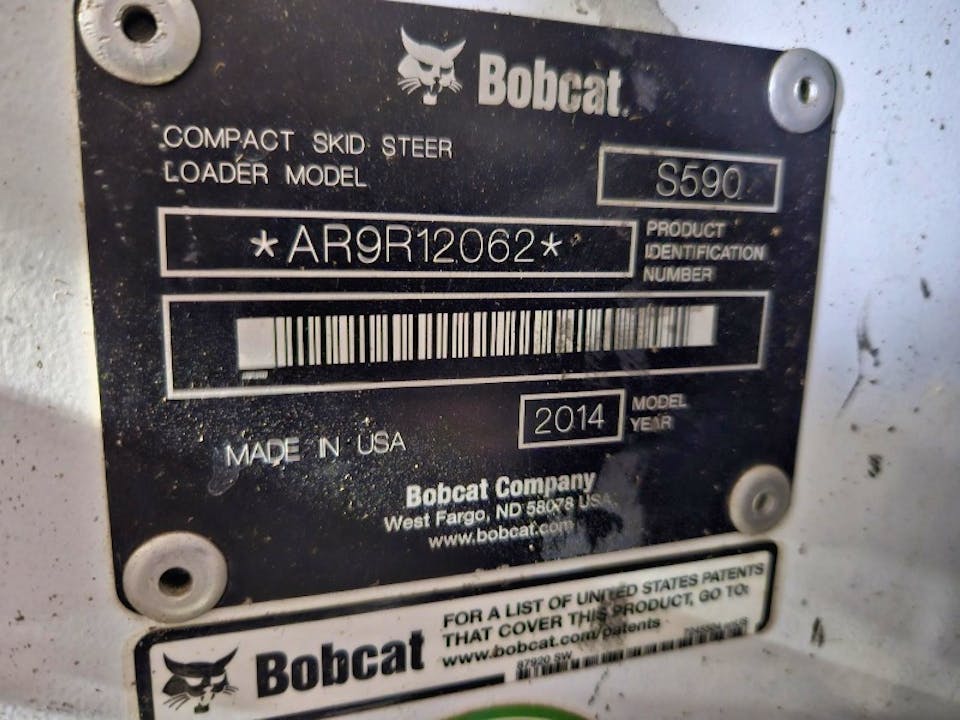 Bobcat
COMPACT SKID STEER
LOADER MODEL
S590
*AR9R12062*
PRODUCT
IDENTIFICATION
NUMBER
MADE IN USA
2014
MODEL
YEAR
Bobcat Company
West Fargo, ND 58078 USA
www.bobcat.com
Bobcat
FOR A LIST OF UNITED STATES PATENTS
THAT COVER THIS PRODUCT, GO TO:
www.bobcat.com/patents
87920 SW